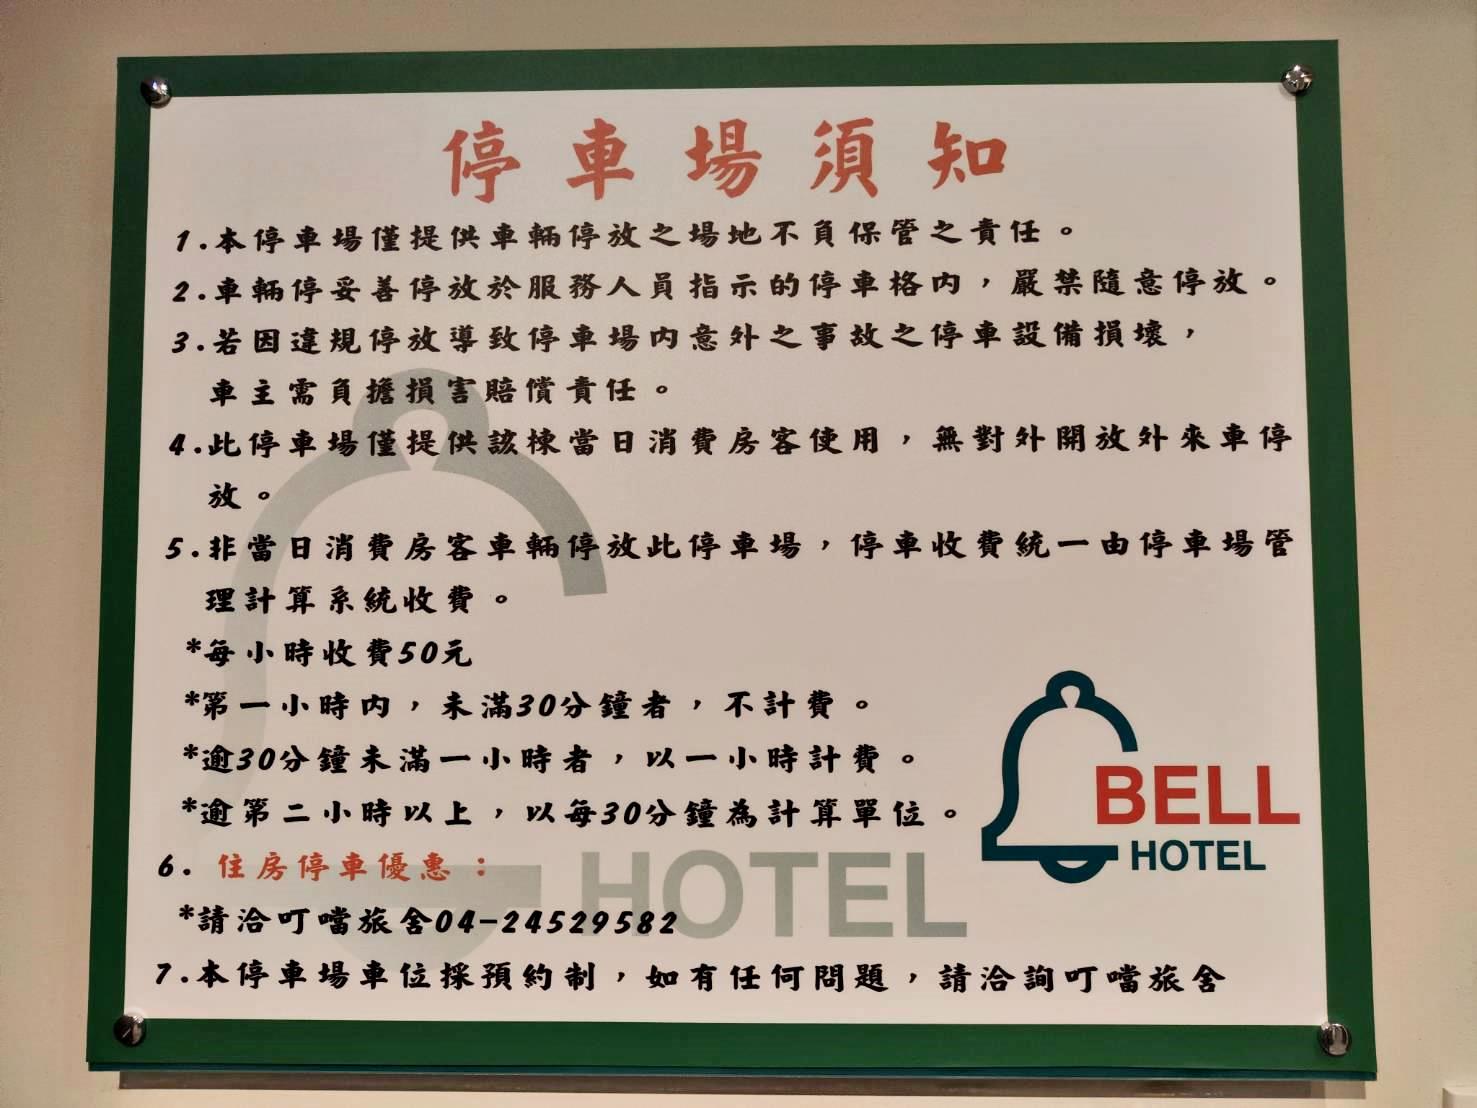 停車場須知
1.本停車場僅提供車輛停放之場地不負保管之責任。
2.車輛停妥善停放於服務人員指示的停車格內，嚴禁隨意停放。
3.若因違規停放導致停車場內意外之事故之停車設備損壞，
車主需負擔損害賠償責任。
4.此停車場僅提供該棟當日消費房客使用，無對外開放外來車停
放。
5.非當日消費房客車輛停放此停車場，停車收費統一由停車場管
理計算系統收費。
*每小時收費50元
*第一小時內，未滿30分鐘者，不計費。
*逾30分鐘未滿一小時者，以一小時計費。
*逾第二小時以上，以每30分鐘為計算單位。
BELL
HOTEL
6. 住房停車優惠：
HOTEL
*請洽叮噹旅舍04-24529582
7.本停車場車位採預約制，如有任何問題，請洽詢叮噹旅舍